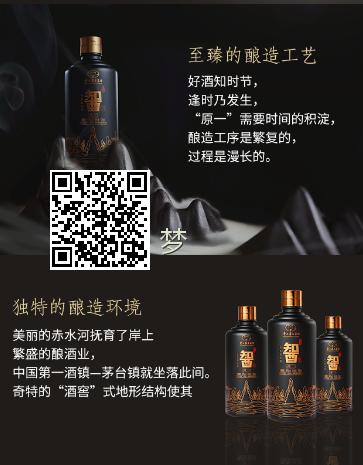 至臻的酿造工艺
好酒知时节，
逢时乃发生，
“原一”需要时间的积淀，
酿造工序是繁复的，
过程是漫长的。
智
梦
独特的酿造环境
美丽的赤水河抚育了岸上
繁盛的酿酒业，
中国第一酒镇—茅台镇就坐落此间。
奇特的“酒窖”式地形结构使其
智